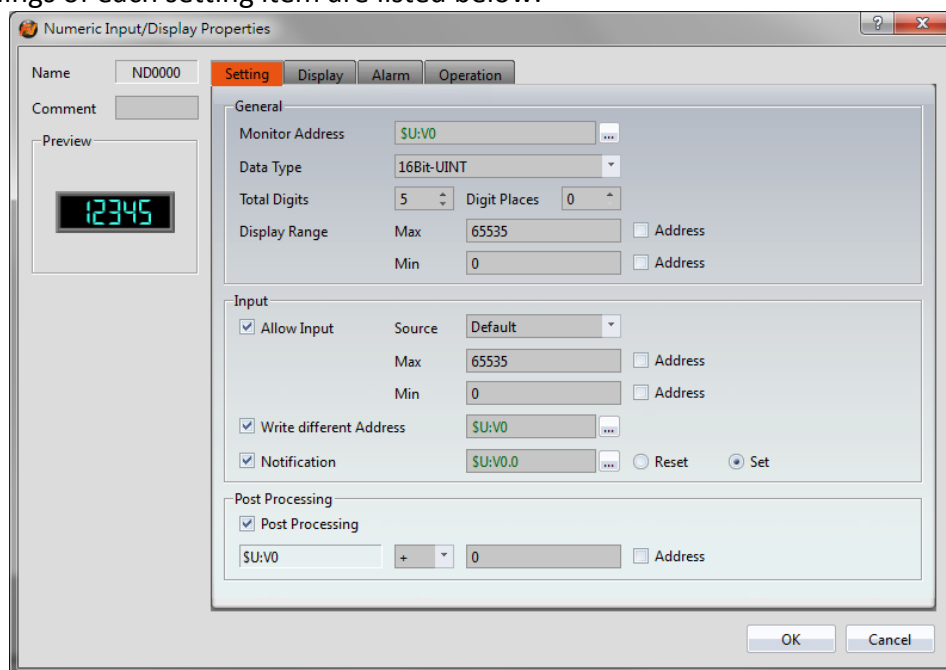 ngs of each setting item are listed below.
Numeric Input/Display Properties
Name ND0000
Comment
Preview
12345
Setting Display Alarm Operation
General
Monitor Address $U:V0 ...
Data Type 16Bit-UINT
Total Digits 5 Digit Places 0
Display Range Max 65535 Address
Min 0 Address
Input
Allow Input Source Default
Max 65535 Address
Min 0 Address
Write different Address $U:V0 ...
Notification $U:V0.0 ... Reset Set
Post Processing
Post Processing
$U:V0 + 0 Address
OK Cancel